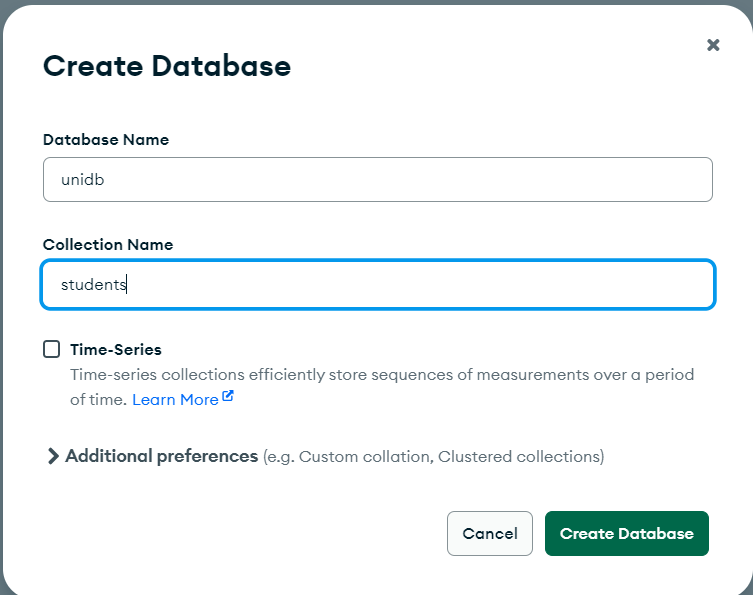 Create Database
Database Name
unidb
Collection Name
students
Time-Series
Time-series collections efficiently store sequences of measurements over a period
of time. Learn More
Additional preferences (e.g. Custom collation, Clustered collections)
Cancel
Create Database